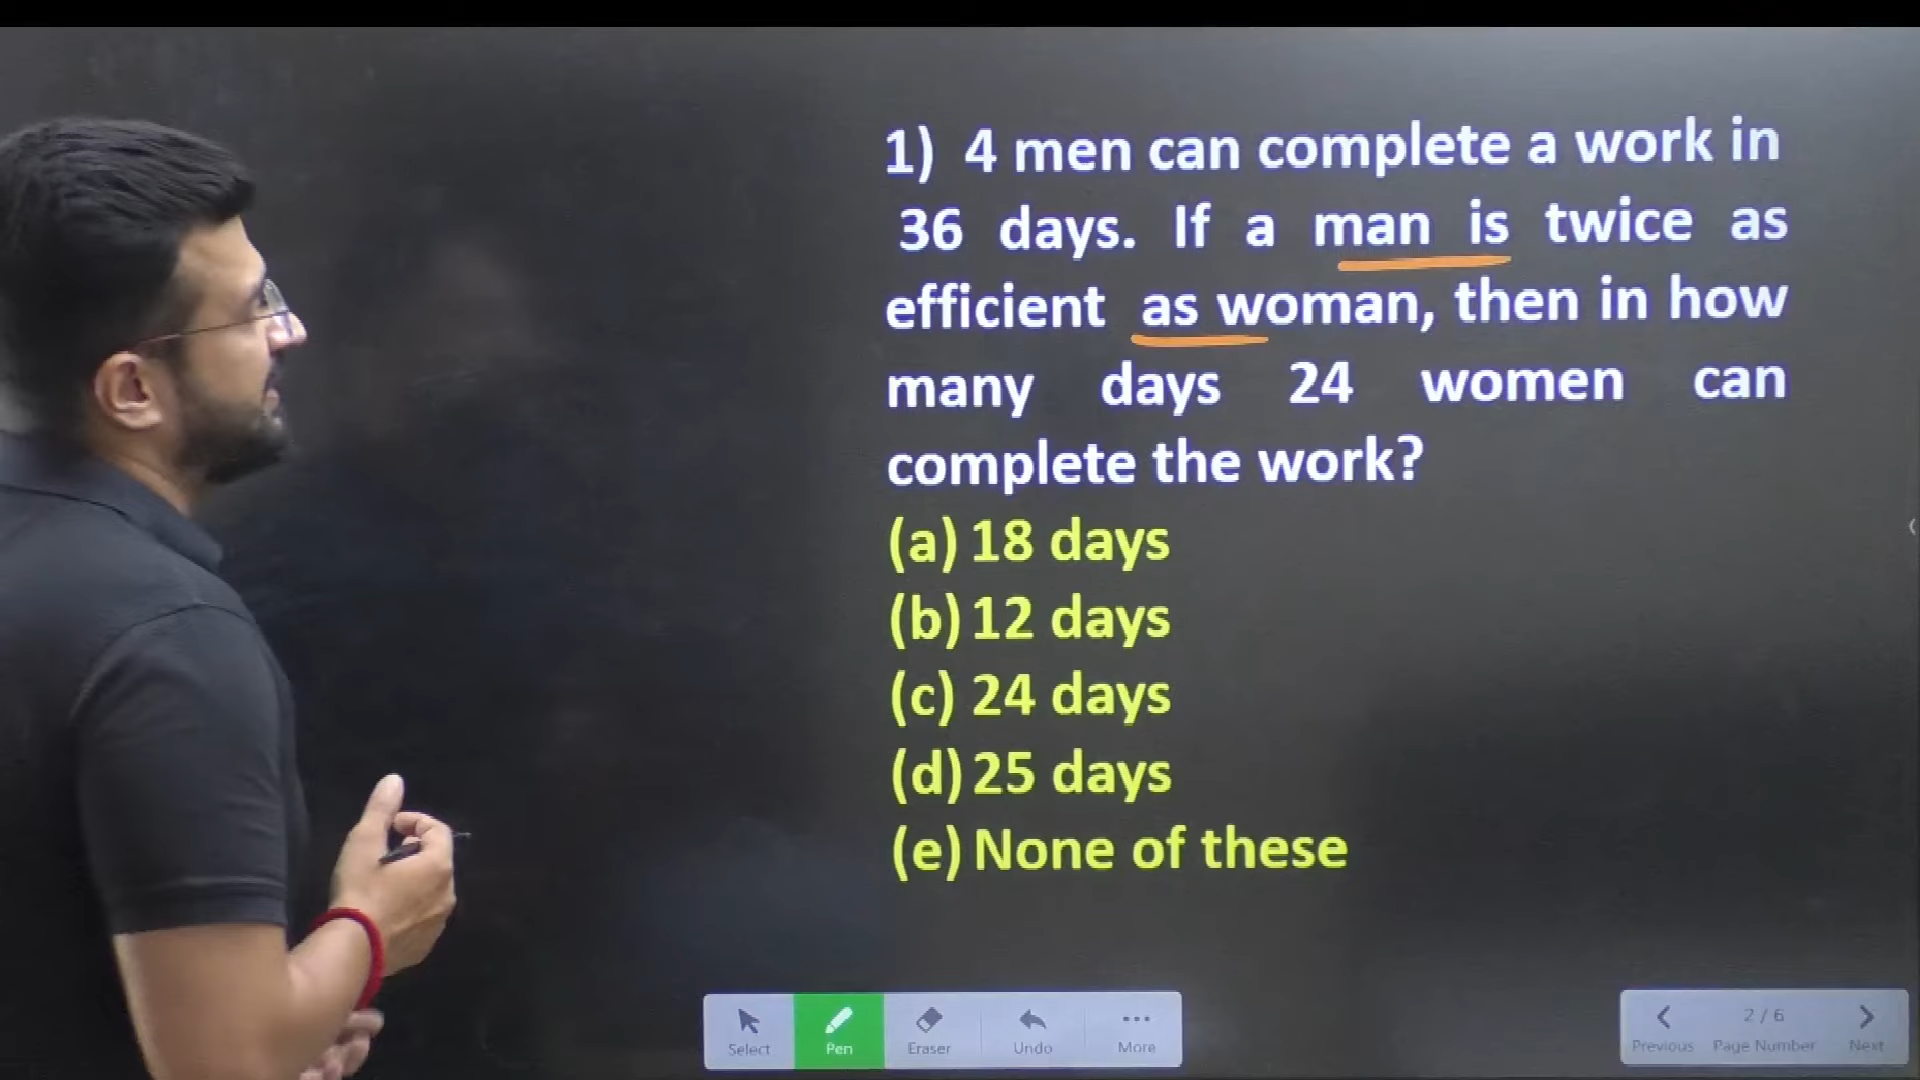 1) 4 men can complete a work in
36 days. If a man is twice as
efficient as woman, then in how
many days 24 women can
complete the work?
(a) 18 days
(b) 12 days
(c) 24 days
(d) 25 days
(e) None of these
Select Pen Eraser Undo More
2 / 6
Previous Page Number Next